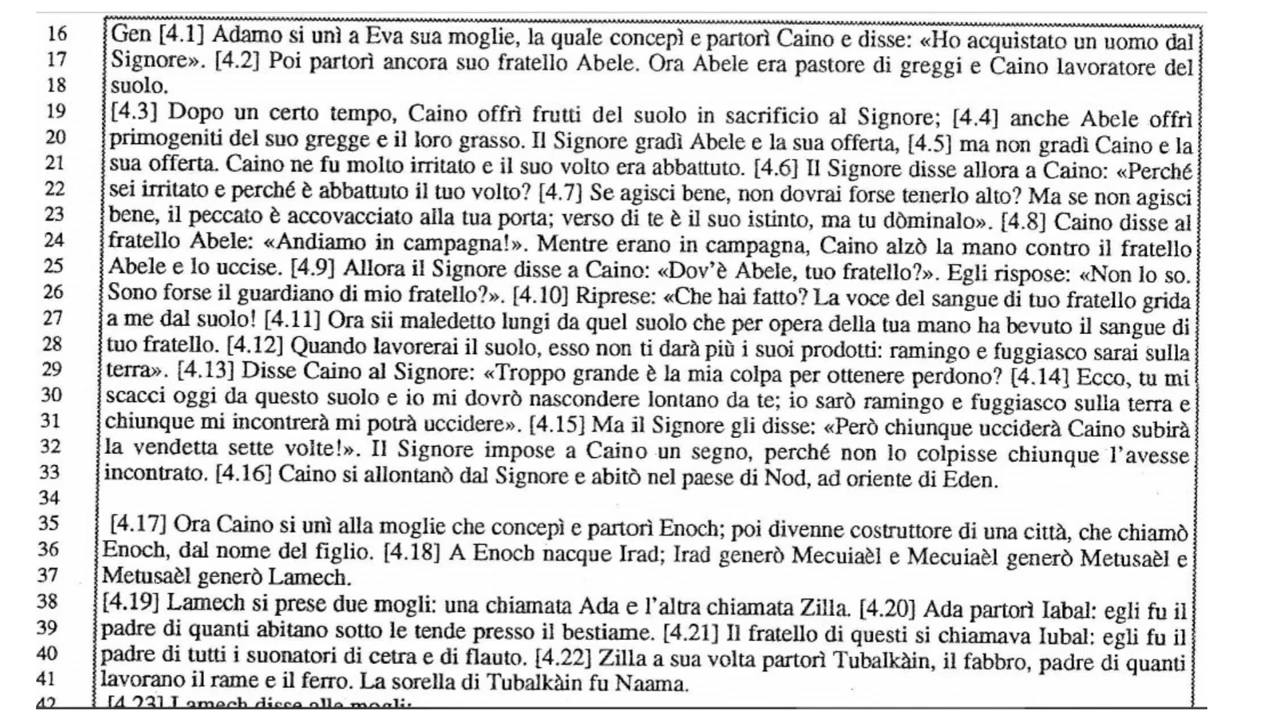 16 Gen [4.1] Adamo si unì a Eva sua moglie, la quale concepì e partorì Caino e disse: «Ho acquistato un uomo dal
17 Signore». [4.2] Poi partorì ancora suo fratello Abele. Ora Abele era pastore di greggi e Caino lavoratore del
18 suolo.
19 [4.3] Dopo un certo tempo, Caino offrì frutti del suolo in sacrificio al Signore; [4.4] anche Abele offrì
20 primogeniti del suo gregge e il loro grasso. Il Signore gradì Abele e la sua offerta, [4.5] ma non gradì Caino e la
21 sua offerta. Caino ne fu molto irritato e il suo volto era abbattuto. [4.6] Il Signore disse allora a Caino: «Perché
22 sei irritato e perché è abbattuto il tuo volto? [4.7] Se agisci bene, non dovrai forse tenerlo alto? Ma se non agisci
23 bene, il peccato è accovacciato alla tua porta; verso di te è il suo istinto, ma tu dòminalo». [4.8] Caino disse al
24 fratello Abele: «Andiamo in campagna!». Mentre erano in campagna, Caino alzò la mano contro il fratello
25 Abele e lo uccise. [4.9] Allora il Signore disse a Caino: «Dov'è Abele, tuo fratello?». Egli rispose: «Non lo so.
26 Sono forse il guardiano di mio fratello?». [4.10] Riprese: «Che hai fatto? La voce del sangue di tuo fratello grida
27 a me dal suolo! [4.11] Ora sii maledetto lungi da quel suolo che per opera della tua mano ha bevuto il sangue di
28 tuo fratello. [4.12] Quando lavorerai il suolo, esso non ti darà più i suoi prodotti: ramingo e fuggiasco sarai sulla
29 terra». [4.13] Disse Caino al Signore: «Troppo grande è la mia colpa per ottenere perdono? [4.14] Ecco, tu mi
30 scacci oggi da questo suolo e io mi dovrò nascondere lontano da te; io sarò ramingo e fuggiasco sulla terra e
31 chiunque mi incontrerà mi potrà uccidere». [4.15] Ma il Signore gli disse: «Però chiunque ucciderà Caino subirà
32 la vendetta sette volte!». Il Signore impose a Caino un segno, perché non lo colpisse chiunque l'avesse
33 incontrato. [4.16] Caino si allontanò dal Signore e abitò nel paese di Nod, ad oriente di Eden.
34
35 [4.17] Ora Caino si unì alla moglie che concepì e partorì Enoch; poi divenne costruttore di una città, che chiamò
36 Enoch, dal nome del figlio. [4.18] A Enoch nacque Irad; Irad generò Mecuiaèl e Mecuiaèl generò Metusaèl e
37 Metusaèl generò Lamech.
38 [4.19] Lamech si prese due mogli: una chiamata Ada e l'altra chiamata Zilla. [4.20] Ada partorì Iabal: egli fu il
39 padre di quanti abitano sotto le tende presso il bestiame. [4.21] Il fratello di questi si chiamava Iubal: egli fu il
40 padre di tutti i suonatori di cetra e di flauto. [4.22] Zilla a sua volta partorì Tubalkàin, il fabbro, padre di quanti
41 lavorano il rame e il ferro. La sorella di Tubalkàin fu Naama.
42 [4.23] Lamech disse alle mogli: